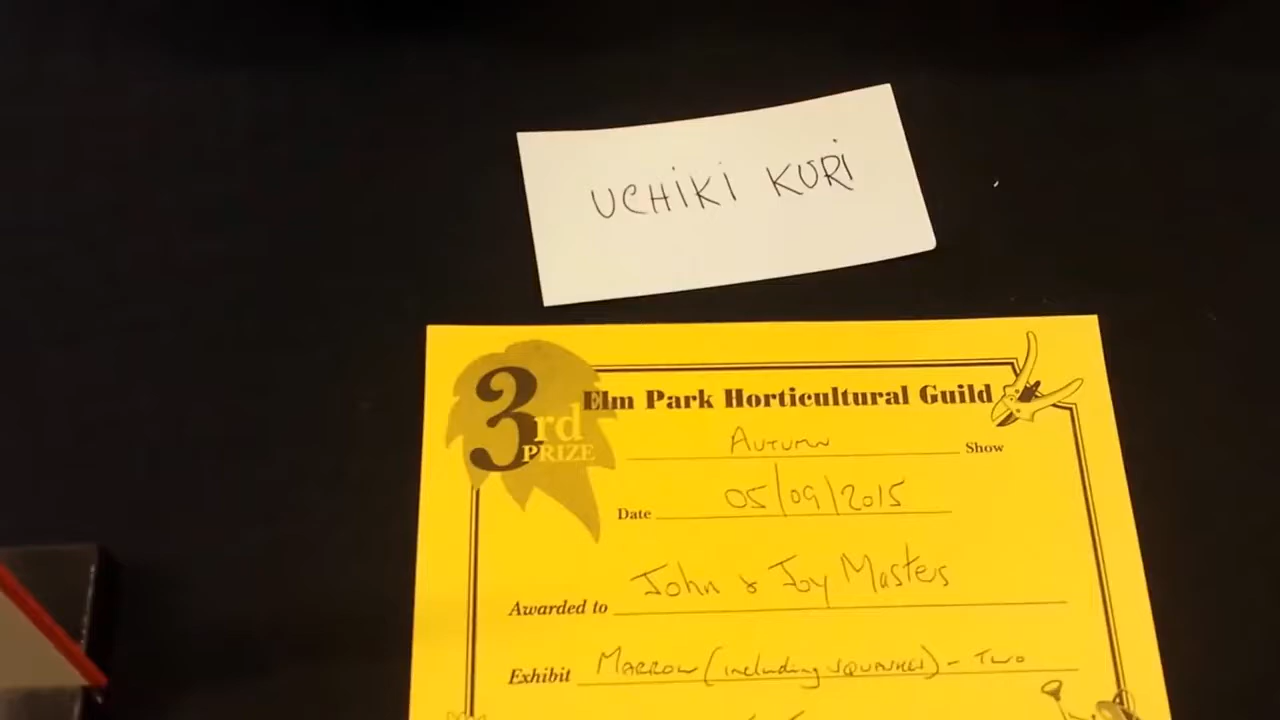 UCHIKI KURI
3rd PRIZE
Elm Park Horticultural Guild
Autumn Show
Date 05/09/2015
Awarded to John & Joy Masters
Exhibit MARROW (including SQUASHES) - Two